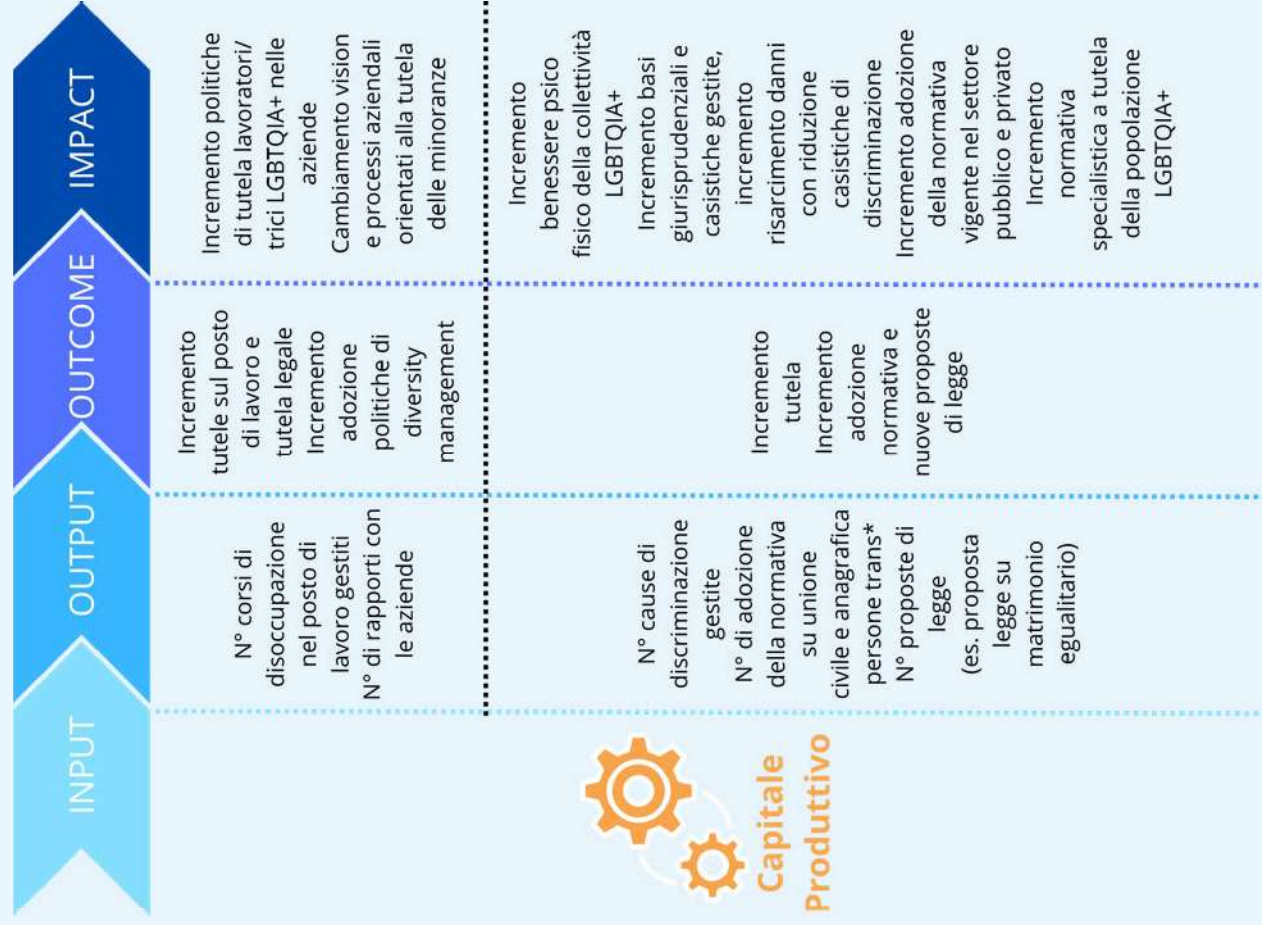 INPUT
OUTPUT
OUTCOME
IMPACT
N° corsi di
disoccupazione
nel posto di
lavoro gestiti
N° di rapporti con
le aziende
Incremento
tutele sul posto
di lavoro e
tutela legale
Incremento
adozione
politiche di
diversity
management
Incremento politiche
di tutela lavoratori/
trici LGBTQIA+ nelle
aziende
Cambiamento vision
e processi aziendali
orientati alla tutela
delle minoranze
Capitale
Produttivo
N° cause di
discriminazione
gestite
N° di adozione
della normativa
su unione
civile e anagrafica
persone trans*
N° proposte di
legge
(es. proposta
legge su
matrimonio
egualitario)
Incremento
tutela
Incremento
adozione
normativa e
nuove proposte
di legge
Incremento
benessere psico
fisico della collettività
LGBTQIA+
Incremento basi
giurisprudenziali e
casistiche gestite,
incremento
risarcimento danni
con riduzione
casistiche di
discriminazione
Incremento adozione
della normativa
vigente nel settore
pubblico e privato
Incremento
normativa
specialistica a tutela
della popolazione
LGBTQIA+